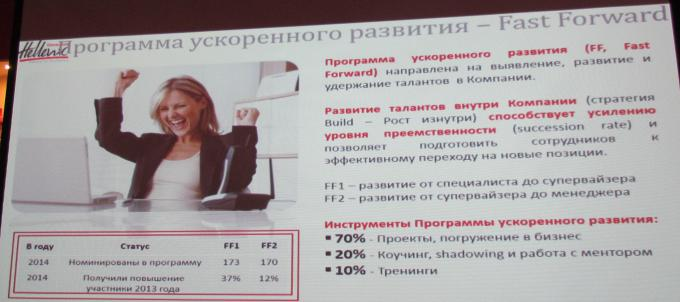 Hellenic
Программа ускоренного развития – Fast Forward
Программа ускоренного развития (FF, Fast
Forward) направлена на выявление, развитие и
удержание талантов в Компании.
Развитие талантов внутри Компании (стратегия
Build – Рост изнутри) способствует усилению
уровня преемственности (succession rate) и
позволяет подготовить сотрудников к
эффективному переходу на новые позиции.
FF1 – развитие от специалиста до супервайзера
FF2 – развитие от супервайзера до менеджера
Инструменты Программы ускоренного развития:
▪ 70% - Проекты, погружение в бизнес
▪ 20% - Коучинг, shadowing и работа с ментором
▪ 10% - Тренинги
В году Статус FF1 FF2
2014 Номинированы в программу 173 170
2014 Получили повышение 37% 12%
участники 2013 года